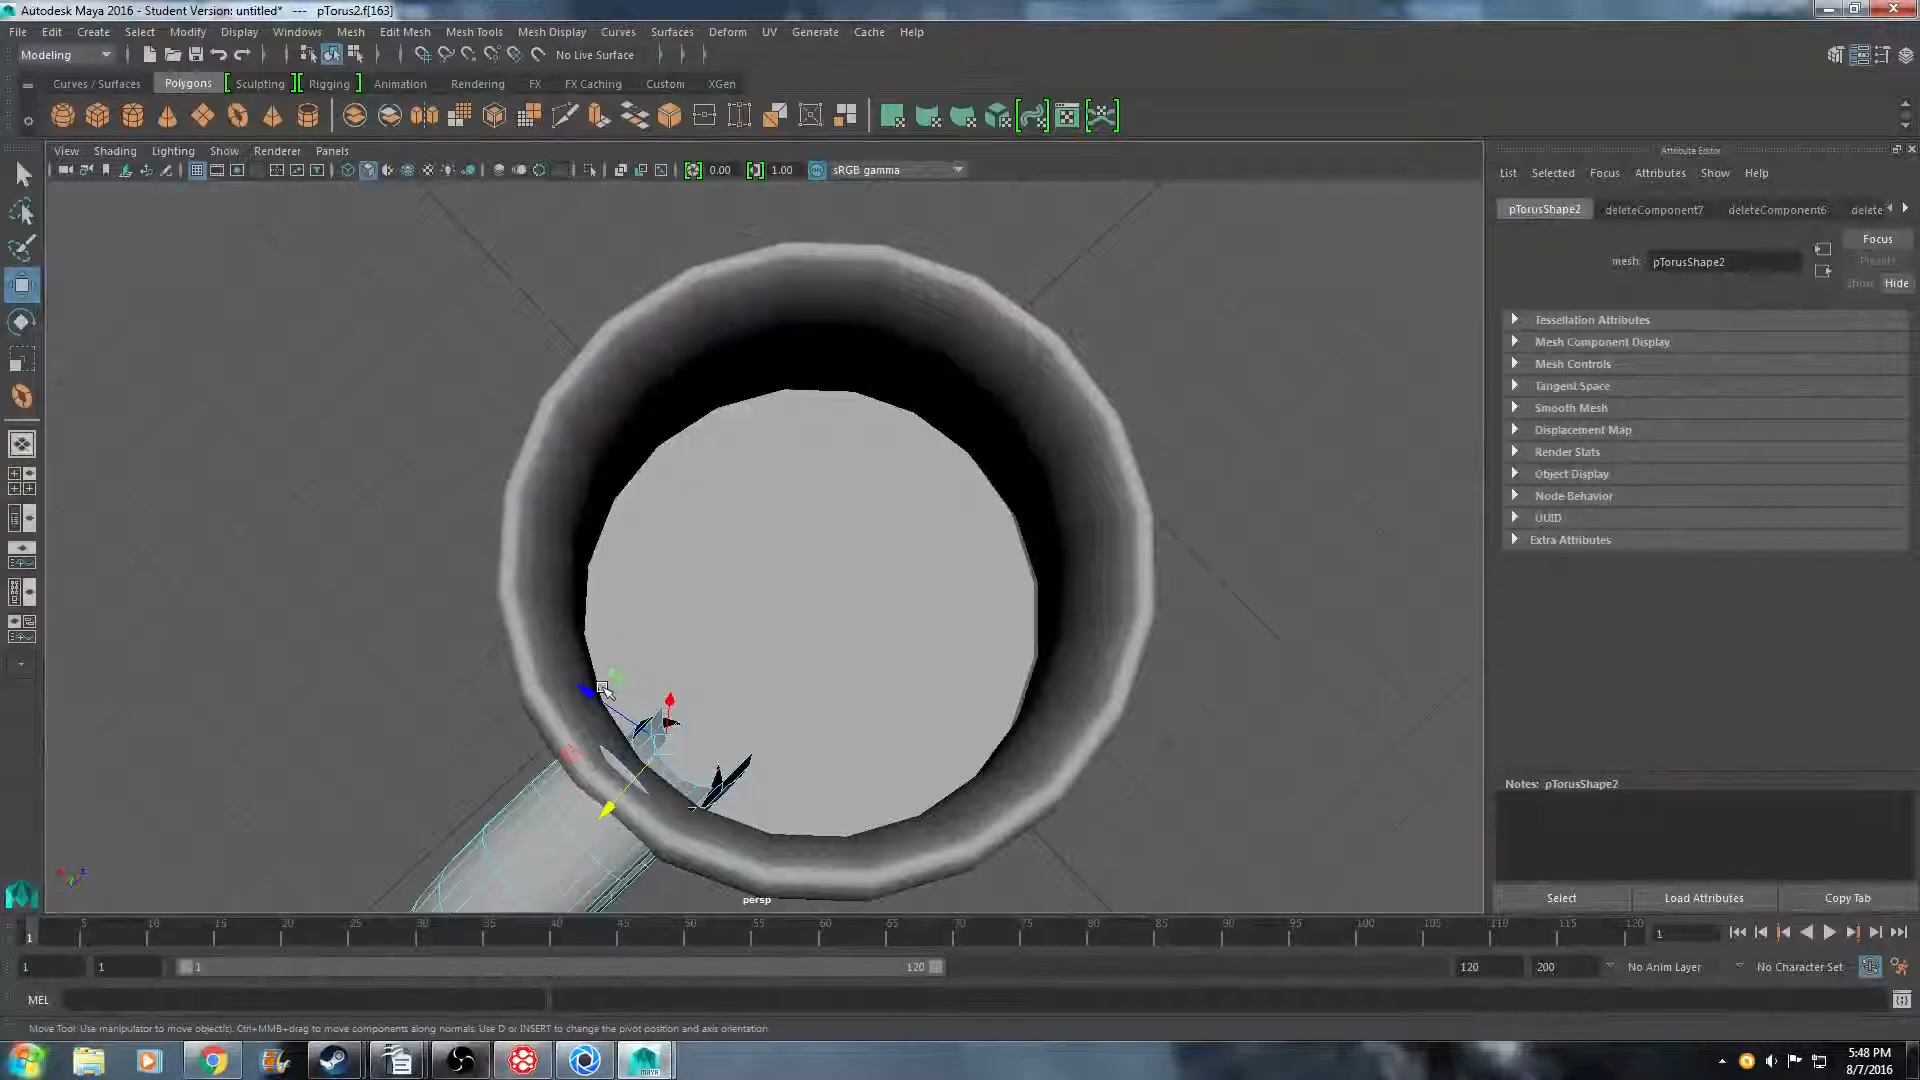 Autodesk Maya 2016 - Student Version: untitled*   ---   pTorus2.f[163]
File Edit Create Select Modify Display Windows Mesh Edit Mesh Mesh Tools Mesh Display Curves Surfaces Deform UV Generate Cache Help
Modeling No Live Surface
Curves / Surfaces Polygons Sculpting Rigging Animation Rendering FX FX Caching Custom XGen
View Shading Lighting Show Renderer Panels
0.00 1.00 sRGB gamma
Attribute Editor
List Selected Focus Attributes Show Help
pTorusShape2 deleteComponent7 deleteComponent6 delete
Focus
mesh: pTorusShape2
Presets
Show Hide
Tessellation Attributes
Mesh Component Display
Mesh Controls
Tangent Space
Smooth Mesh
Displacement Map
Render Stats
Object Display
Node Behavior
UUID
Extra Attributes
Notes: pTorusShape2
Select Load Attributes Copy Tab
persp
1 5 10 15 20 25 30 35 40 45 50 55 60 65 70 75 80 85 90 95 100 105 110 115 120 1
1 1 1 120 120 200 No Anim Layer No Character Set
MEL
Move Tool: Use manipulator to move object(s). Ctrl+MMB+drag to move components along normals. Use D or INSERT to change the pivot position and axis orientation
MAYA
5:48 PM
8/7/2016